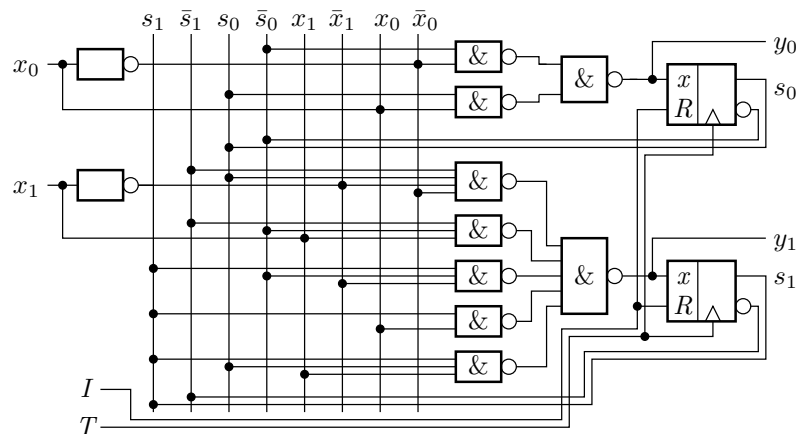 s₁ s̄₁ s₀ s̄₀ x₁ x̄₁ x₀ x̄₀
y₀
x₀
&
&
x
s₀
&
R
x₁
&
&
y₁
&
&
x
s₁
R
&
&
I
T